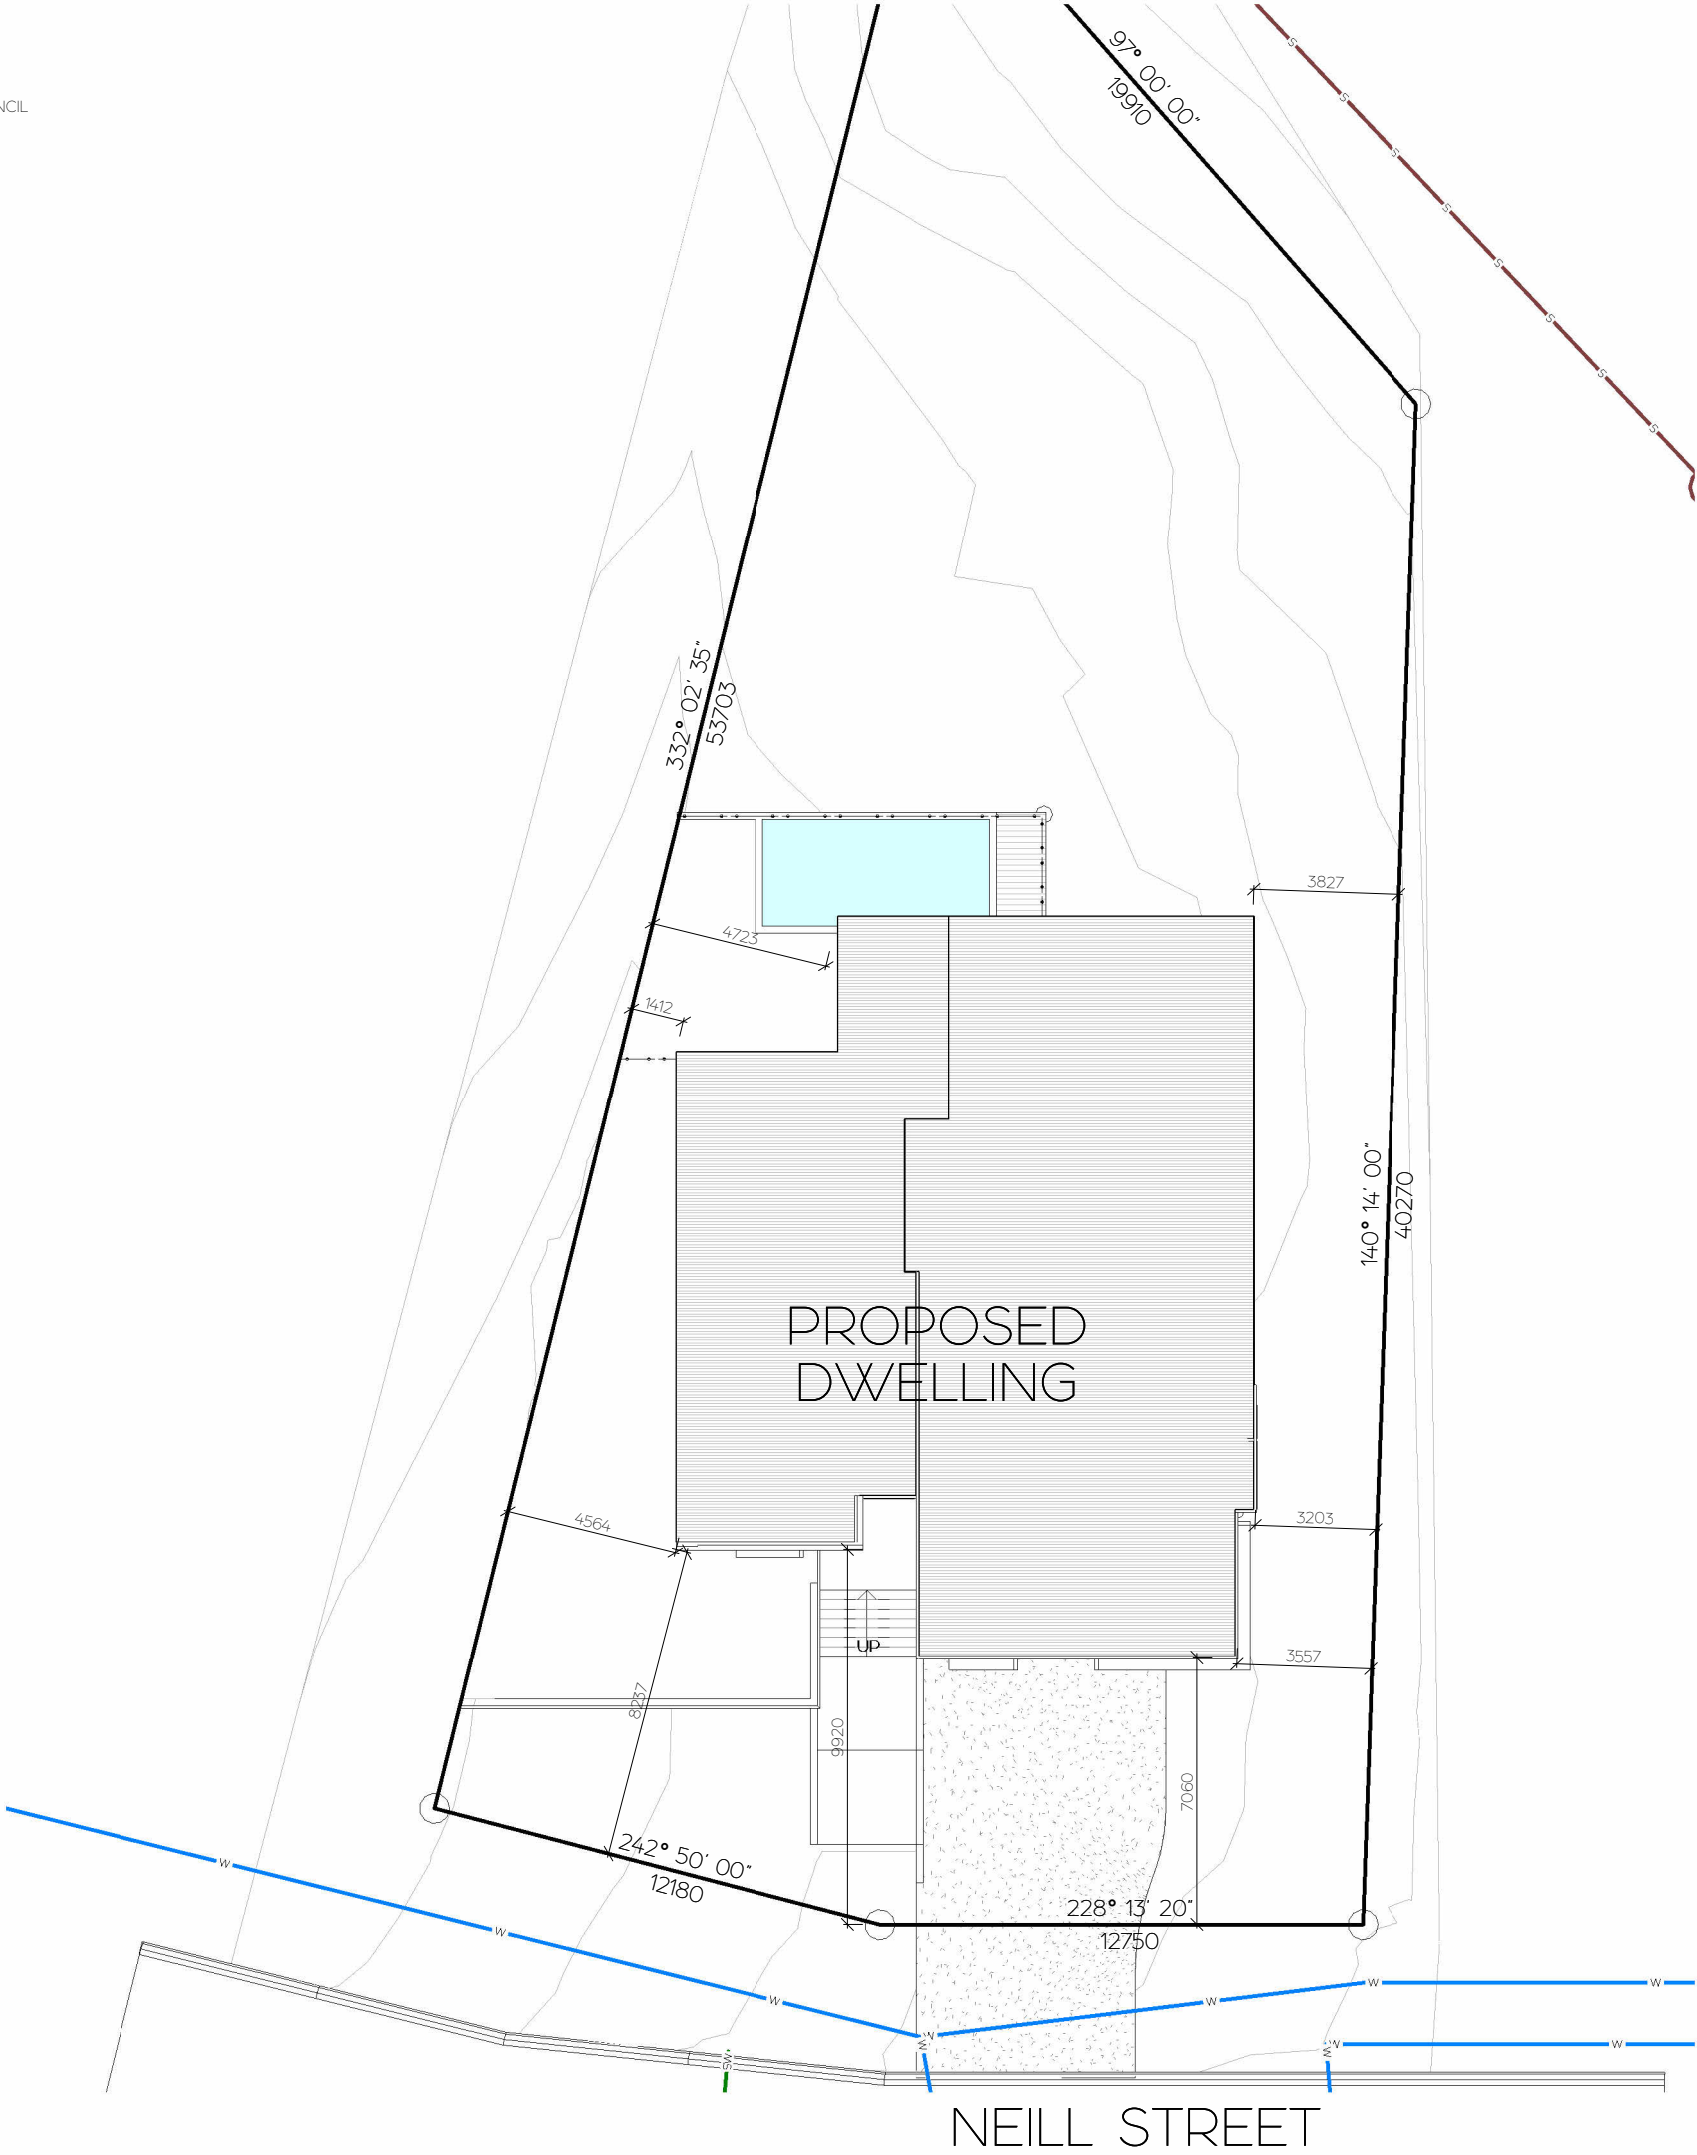 97° 00' 00"
19910
NCIL
S
S
S
S
S
S
S
S
332° 02' 35"
53703
3827
4723
1412
140° 14' 00"
40270
PROPOSED
DWELLING
4564
3203
UP
3557
8237
9920
7060
242° 50' 00"
12180
228° 13' 20"
12750
W
W
W
W
W
W
W
W
W
W
W
W
SW
NEILL STREET